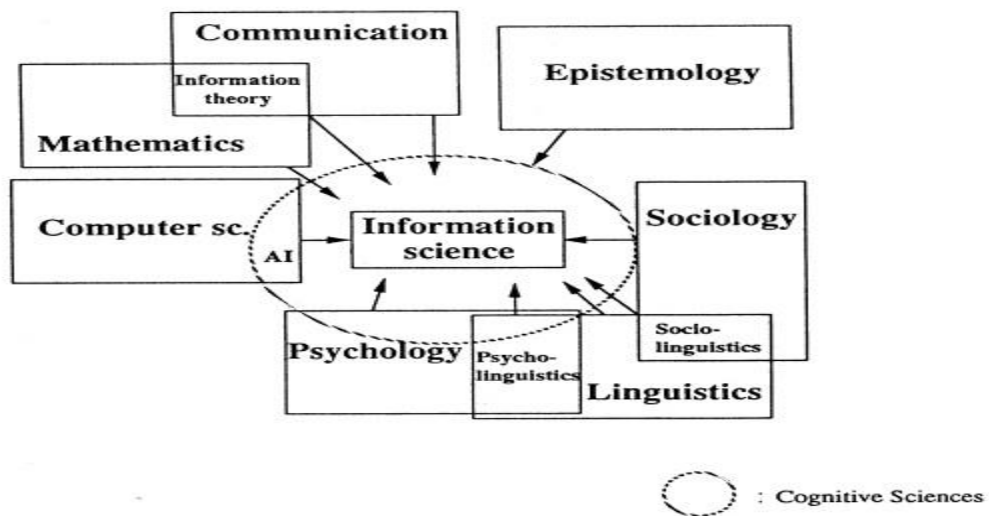 Communication
Epistemology
Information
theory
Mathematics
Computer sc.
AI
Information
science
Sociology
Psychology
Psycho-
linguistics
Socio-
linguistics
Linguistics
: Cognitive Sciences